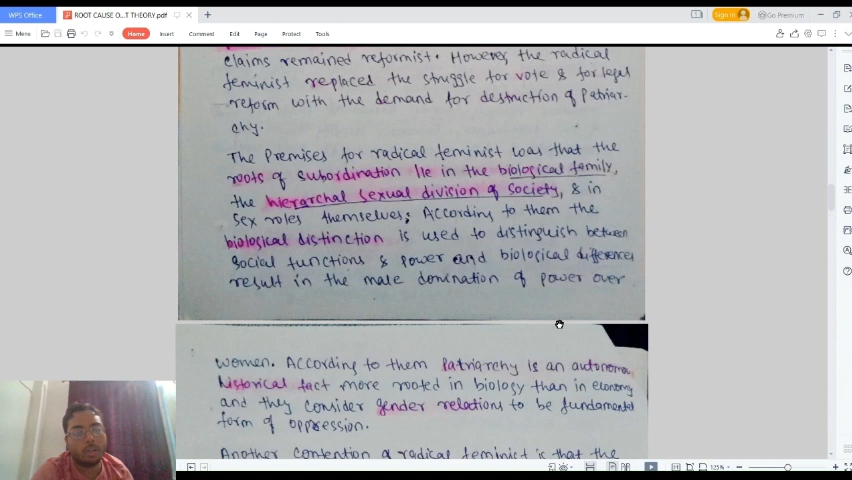 WPS Office
ROOT CAUSE O...T THEORY.pdf
Sign in
Go Premium
Menu
Home
Insert
Comment
Edit
Page
Protect
Tools
claims remained reformist. However, the radical
feminist replaced the struggle for vote & for legal
reform with the demand for destruction of Patriar-
chy.
The Premises for radical feminist was that the
roots of subordination lie in the biological family,
the hierarchal sexual division of society, & in
sex roles themselves; According to them the
biological distinction is used to distinguish between
social functions & power and biological differences
result in the male domination of power over
women. According to them Patriarchy is an autonomous
historical fact more rooted in biology than in economy
and they consider gender relations to be fundamental
form of oppression.
Another contention of radical feminist is that the
125%